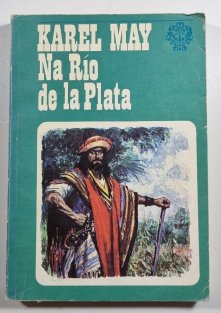 KAREL MAY
Na Río
de la Plata